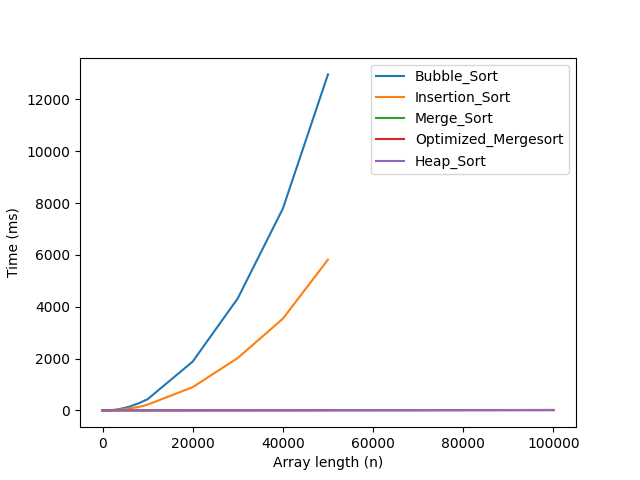 Time (ms)
12000
10000
8000
6000
4000
2000
0
Bubble_Sort
Insertion_Sort
Merge_Sort
Optimized_Mergesort
Heap_Sort
0 20000 40000 60000 80000 100000
Array length (n)